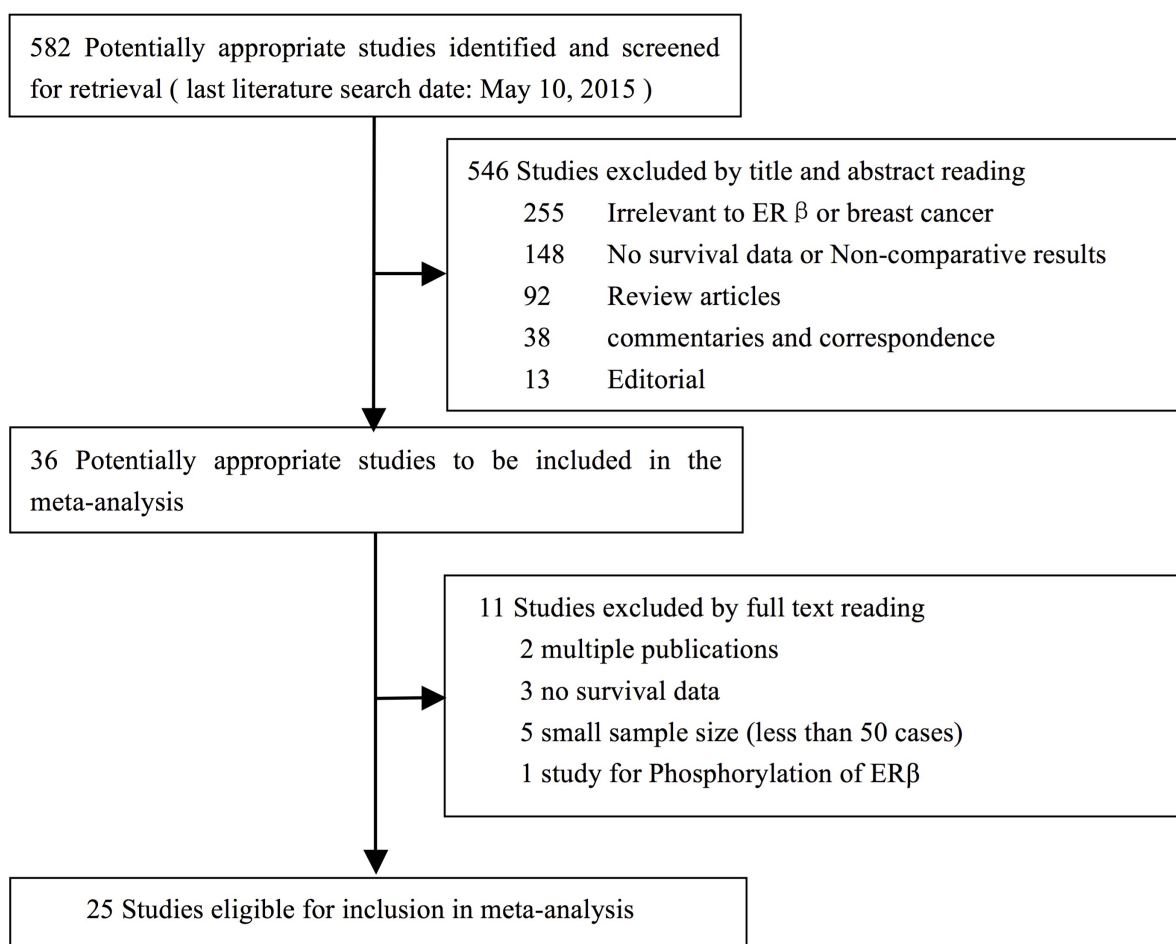 582 Potentially appropriate studies identified and screened
for retrieval ( last literature search date: May 10, 2015 )
546 Studies excluded by title and abstract reading
255 Irrelevant to ER β or breast cancer
148 No survival data or Non-comparative results
92 Review articles
38 commentaries and correspondence
13 Editorial
36 Potentially appropriate studies to be included in the
meta-analysis
11 Studies excluded by full text reading
2 multiple publications
3 no survival data
5 small sample size (less than 50 cases)
1 study for Phosphorylation of ERβ
25 Studies eligible for inclusion in meta-analysis